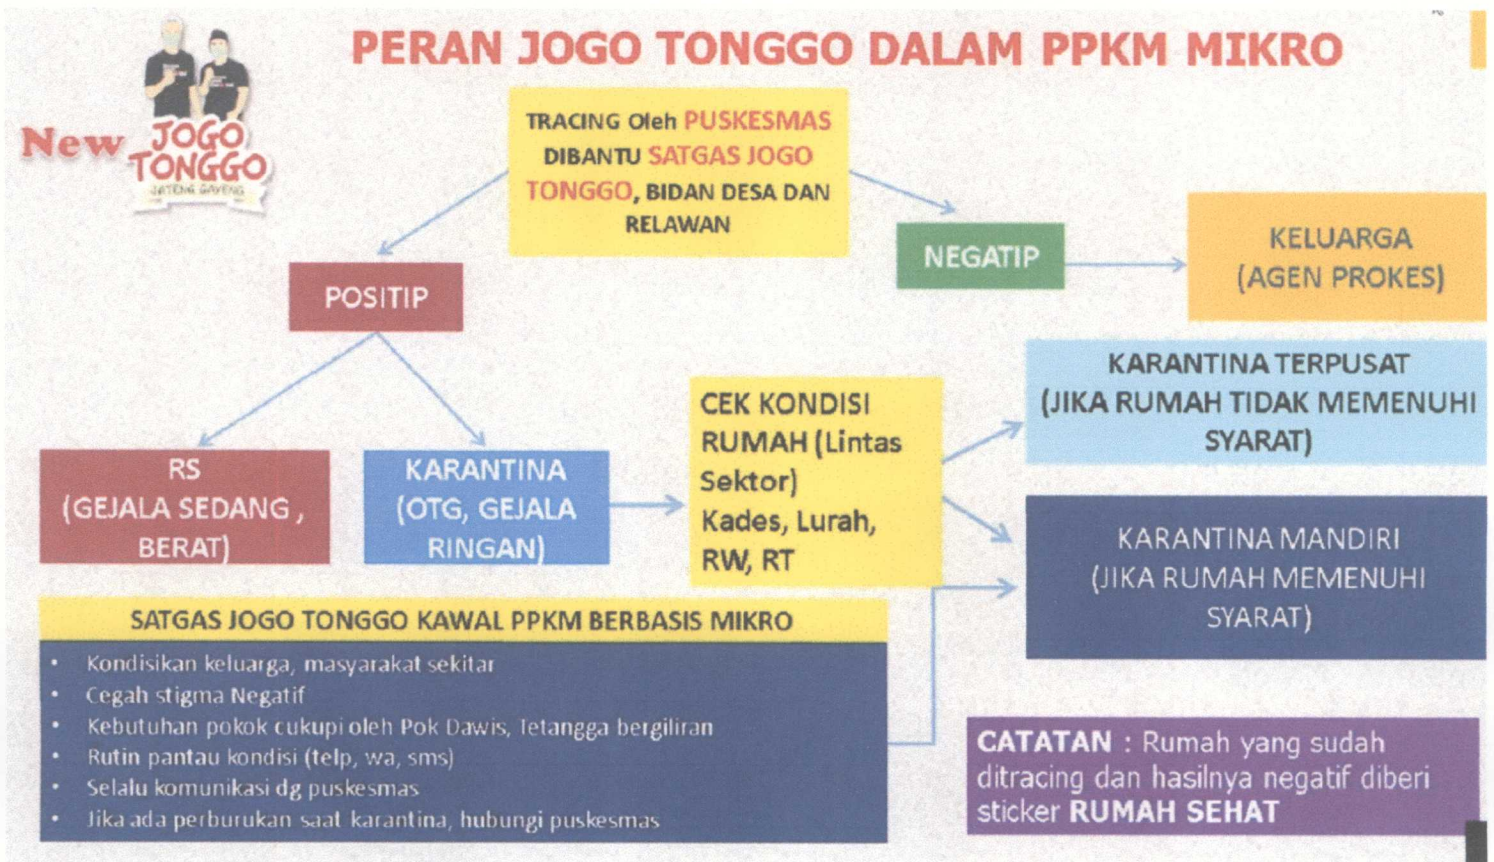 PERAN JOGO TONGGO DALAM PPKM MIKRO
New JOGO
TONGGO
JATENG GAYENG
TRACING Oleh PUSKESMAS
DIBANTU SATGAS JOGO
TONGGO, BIDAN DESA DAN
RELAWAN
POSITIP
NEGATIP
KELUARGA
(AGEN PROKES)
RS
(GEJALA SEDANG ,
BERAT)
KARANTINA
(OTG, GEJALA
RINGAN)
CEK KONDISI
RUMAH (Lintas
Sektor)
Kades, Lurah,
RW, RT
KARANTINA TERPUSAT
(JIKA RUMAH TIDAK MEMENUHI
SYARAT)
KARANTINA MANDIRI
(JIKA RUMAH MEMENUHI
SYARAT)
SATGAS JOGO TONGGO KAWAL PPKM BERBASIS MIKRO
• Kondisikan keluarga, masyarakat sekitar
• Cegah stigma Negatif
• Kebutuhan pokok cukupi oleh Pok Dawis, Tetangga bergiliran
• Rutin pantau kondisi (telp, wa, sms)
• Selalu komunikasi dg puskesmas
• Jika ada perburukan saat karantina, hubungi puskesmas
CATATAN : Rumah yang sudah
ditracing dan hasilnya negatif diberi
sticker RUMAH SEHAT